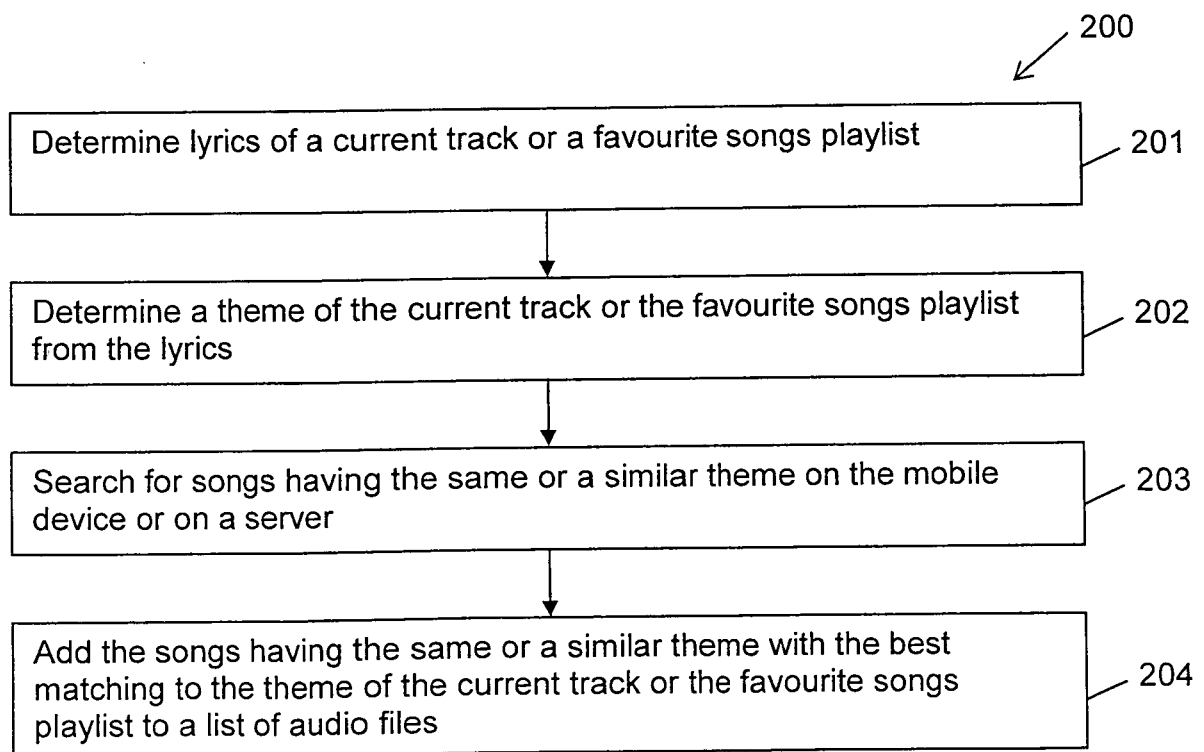 200
Determine lyrics of a current track or a favourite songs playlist
201
Determine a theme of the current track or the favourite songs playlist
from the lyrics
202
Search for songs having the same or a similar theme on the mobile
device or on a server
203
Add the songs having the same or a similar theme with the best
matching to the theme of the current track or the favourite songs
playlist to a list of audio files
204